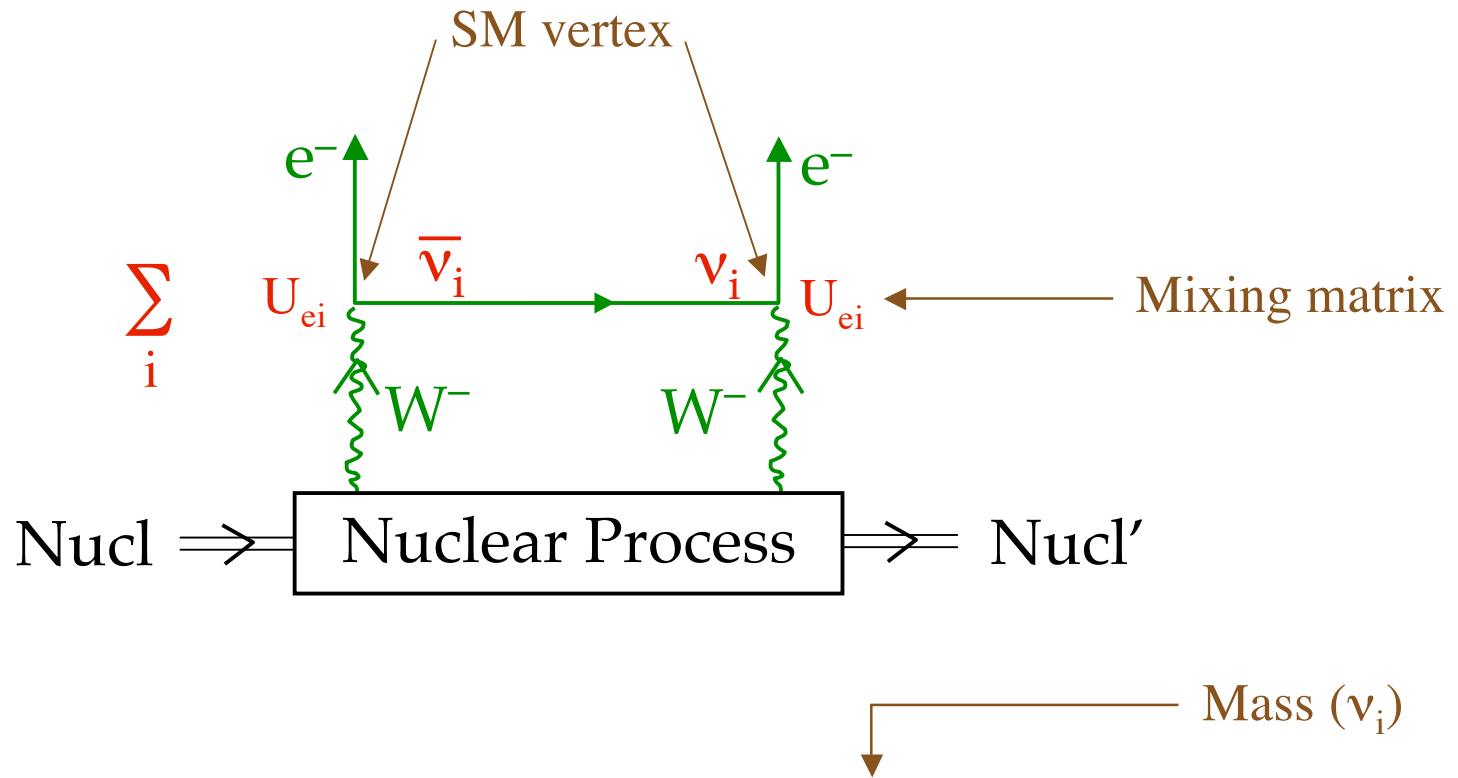 SM vertex
e⁻ e⁻
ν̅ᵢ νᵢ
∑ Uₑᵢ Uₑᵢ Mixing matrix
i
W⁻ W⁻
Nucl Nuclear Process Nucl’
Mass (νᵢ)